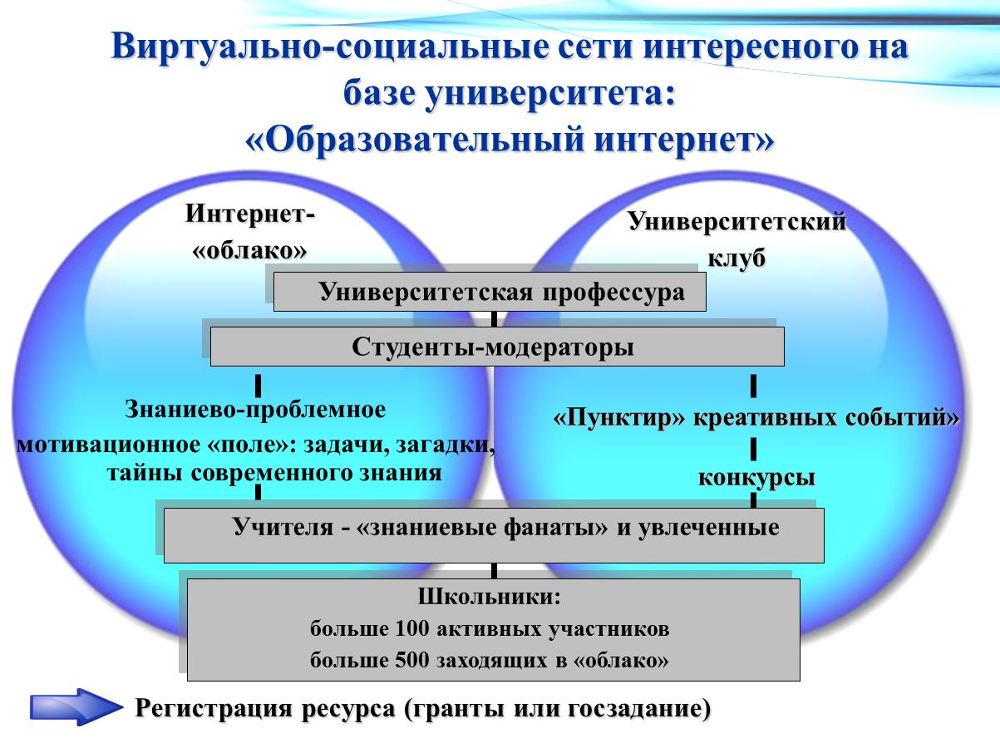 Виртуально-социальные сети интересного на
базе университета:
«Образовательный интернет»
Интернет-
«облако»
Университетский
клуб
Университетская профессура
Студенты-модераторы
Знаниево-проблемное
мотивационное «поле»: задачи, загадки,
тайны современного знания
«Пунктир» креативных событий»
конкурсы
Учителя - «знаниевые фанаты» и увлеченные
Школьники:
больше 100 активных участников
больше 500 заходящих в «облако»
Регистрация ресурса (гранты или госзадание)